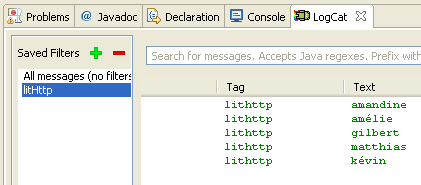 Problems @ Javadoc Declaration Console LogCat
Saved Filters
Search for messages. Accepts Java regexes. Prefix with
All messages (no filters
litHttp
Tag Text
lithttp amandine
lithttp amélie
lithttp gilbert
lithttp matthias
lithttp kévin